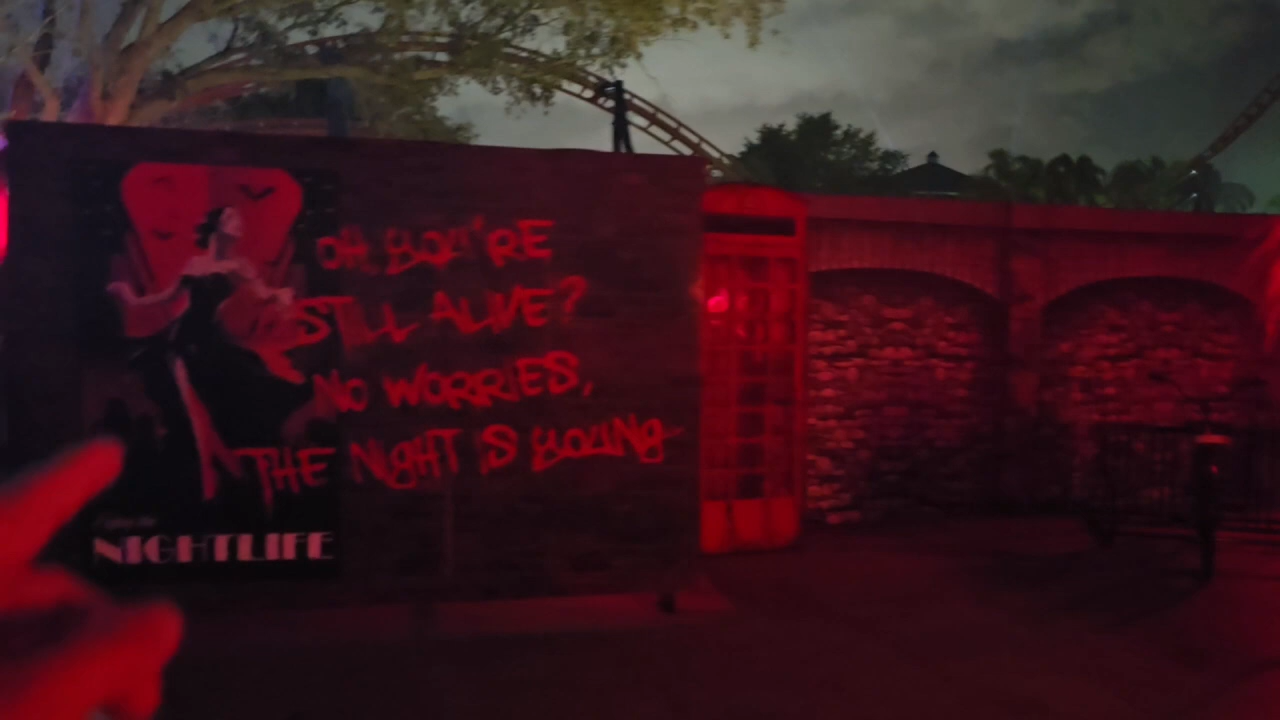 OH, YOU'RE
STILL ALIVE?
NO WORRIES,
THE NIGHT IS YOUNG
NIGHTLIFE